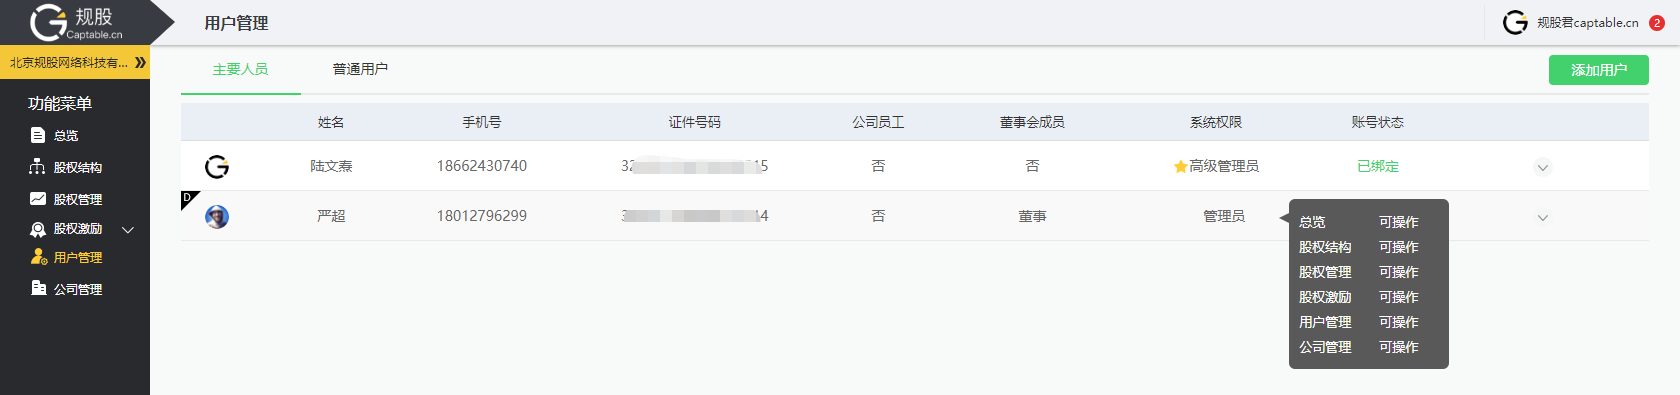 规股
Captable.cn
用户管理
规股君captable.cn 2
北京规股网络科技有...
功能菜单
总览
股权结构
股权管理
股权激励
用户管理
公司管理
主要人员 普通用户 添加用户
姓名 手机号 证件号码 公司员工 董事会成员 系统权限 账号状态
陆文焘 18662430740 否 否 高级管理员 已绑定
D
严超 18012796299 否 董事 管理员
总览 可操作
股权结构 可操作
股权管理 可操作
股权激励 可操作
用户管理 可操作
公司管理 可操作